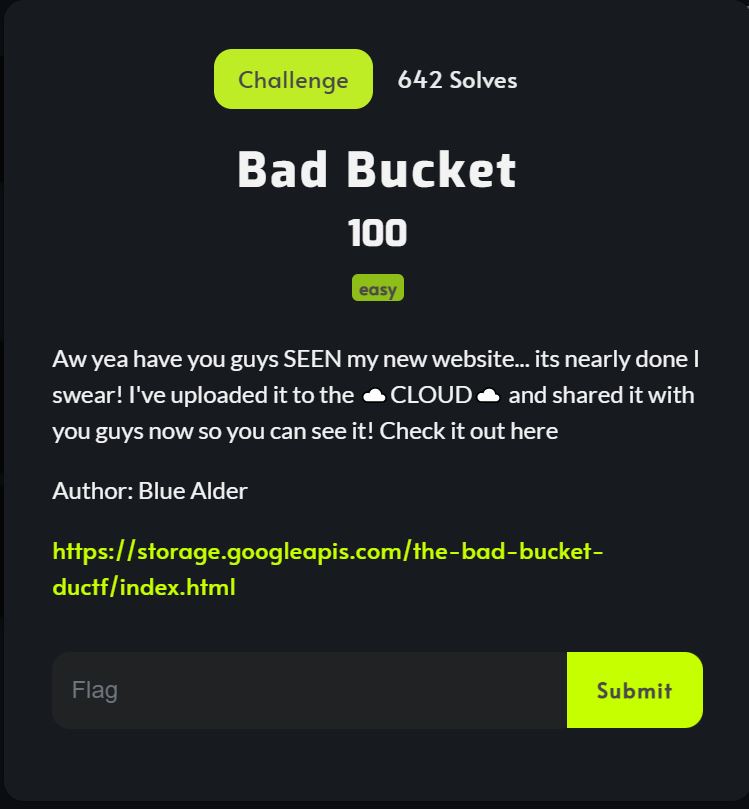 Challenge 642 Solves
Bad Bucket
100
easy
Aw yea have you guys SEEN my new website... its nearly done I
swear! I've uploaded it to the ☁CLOUD☁ and shared it with
you guys now so you can see it! Check it out here
Author: Blue Alder
https://storage.googleapis.com/the-bad-bucket-
ductf/index.html
Flag Submit